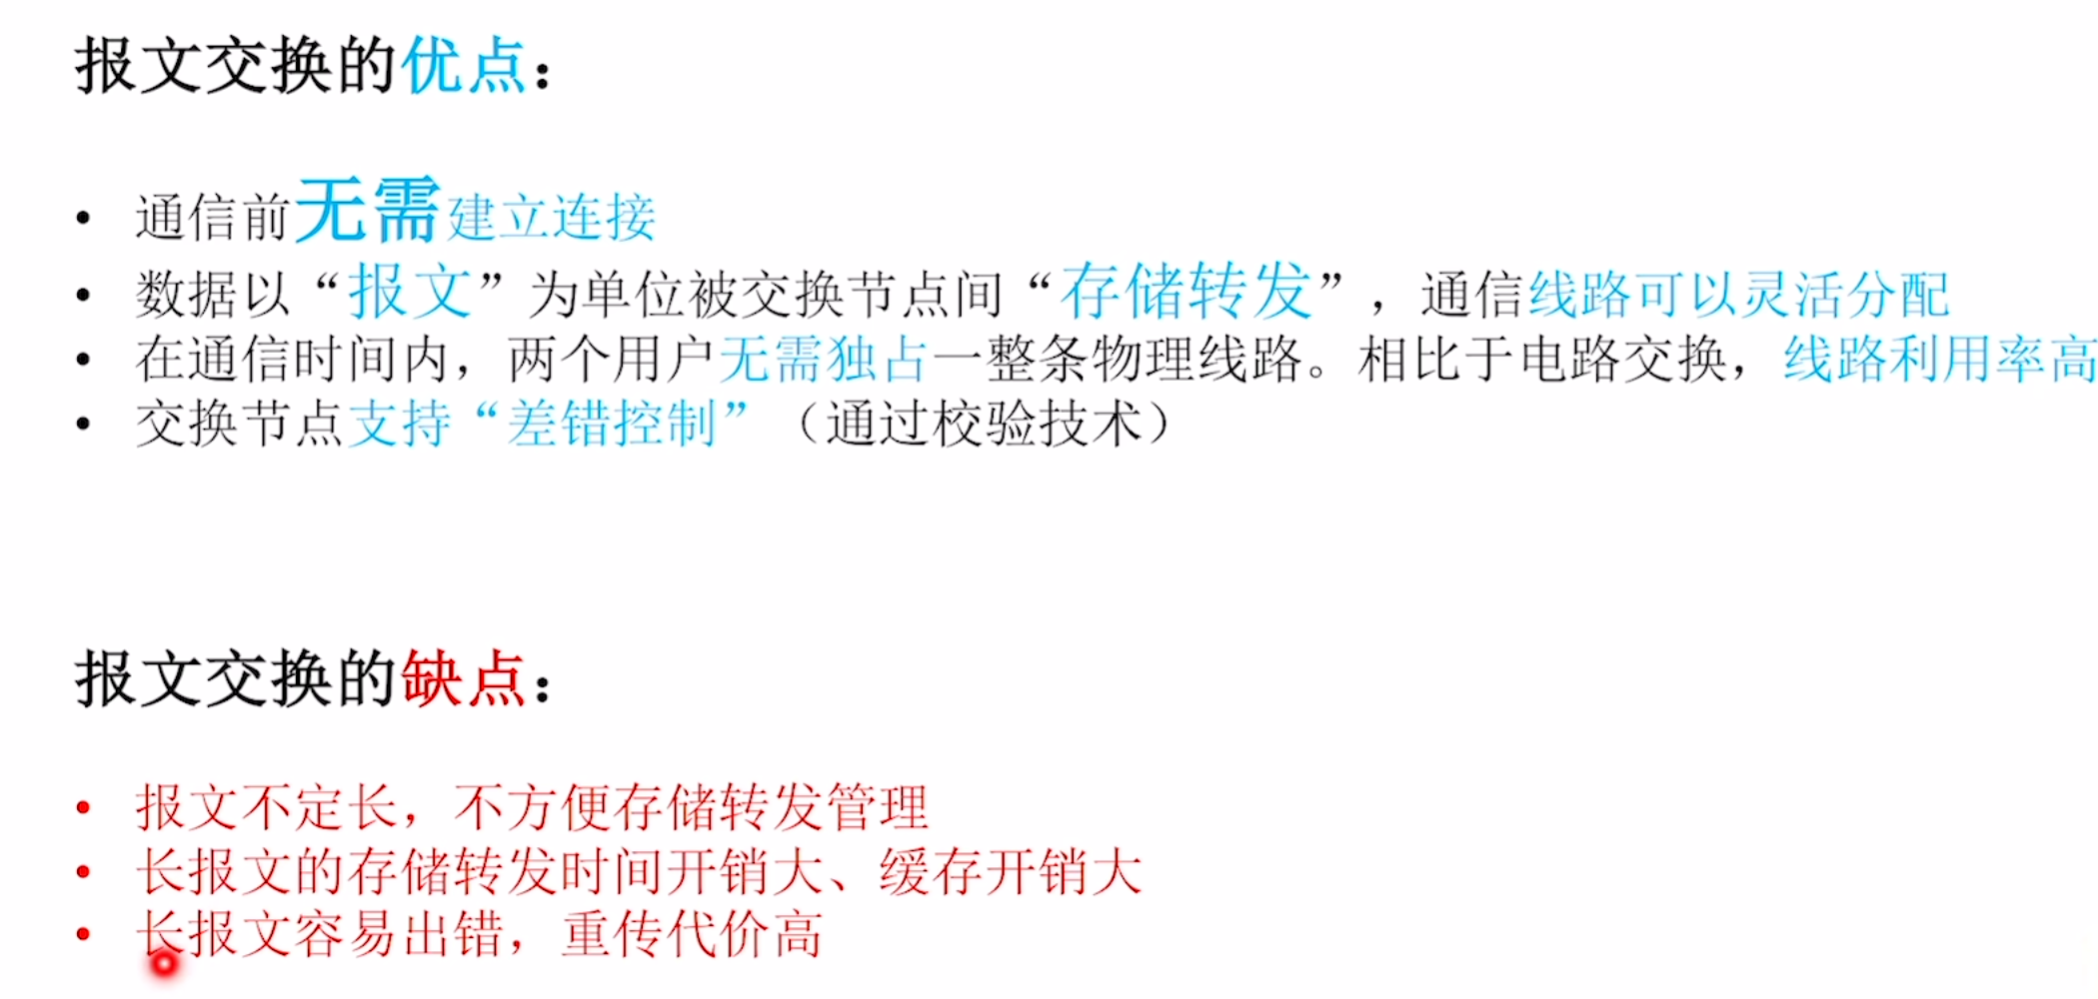 报文交换的优点：
• 通信前无需建立连接
• 数据以“报文”为单位被交换节点间“存储转发”，通信线路可以灵活分配
• 在通信时间内，两个用户无需独占一整条物理线路。相比于电路交换，线路利用率高
• 交换节点支持“差错控制”（通过校验技术）
报文交换的缺点：
• 报文不定长，不方便存储转发管理
• 长报文的存储转发时间开销大、缓存开销大
• 长报文容易出错，重传代价高